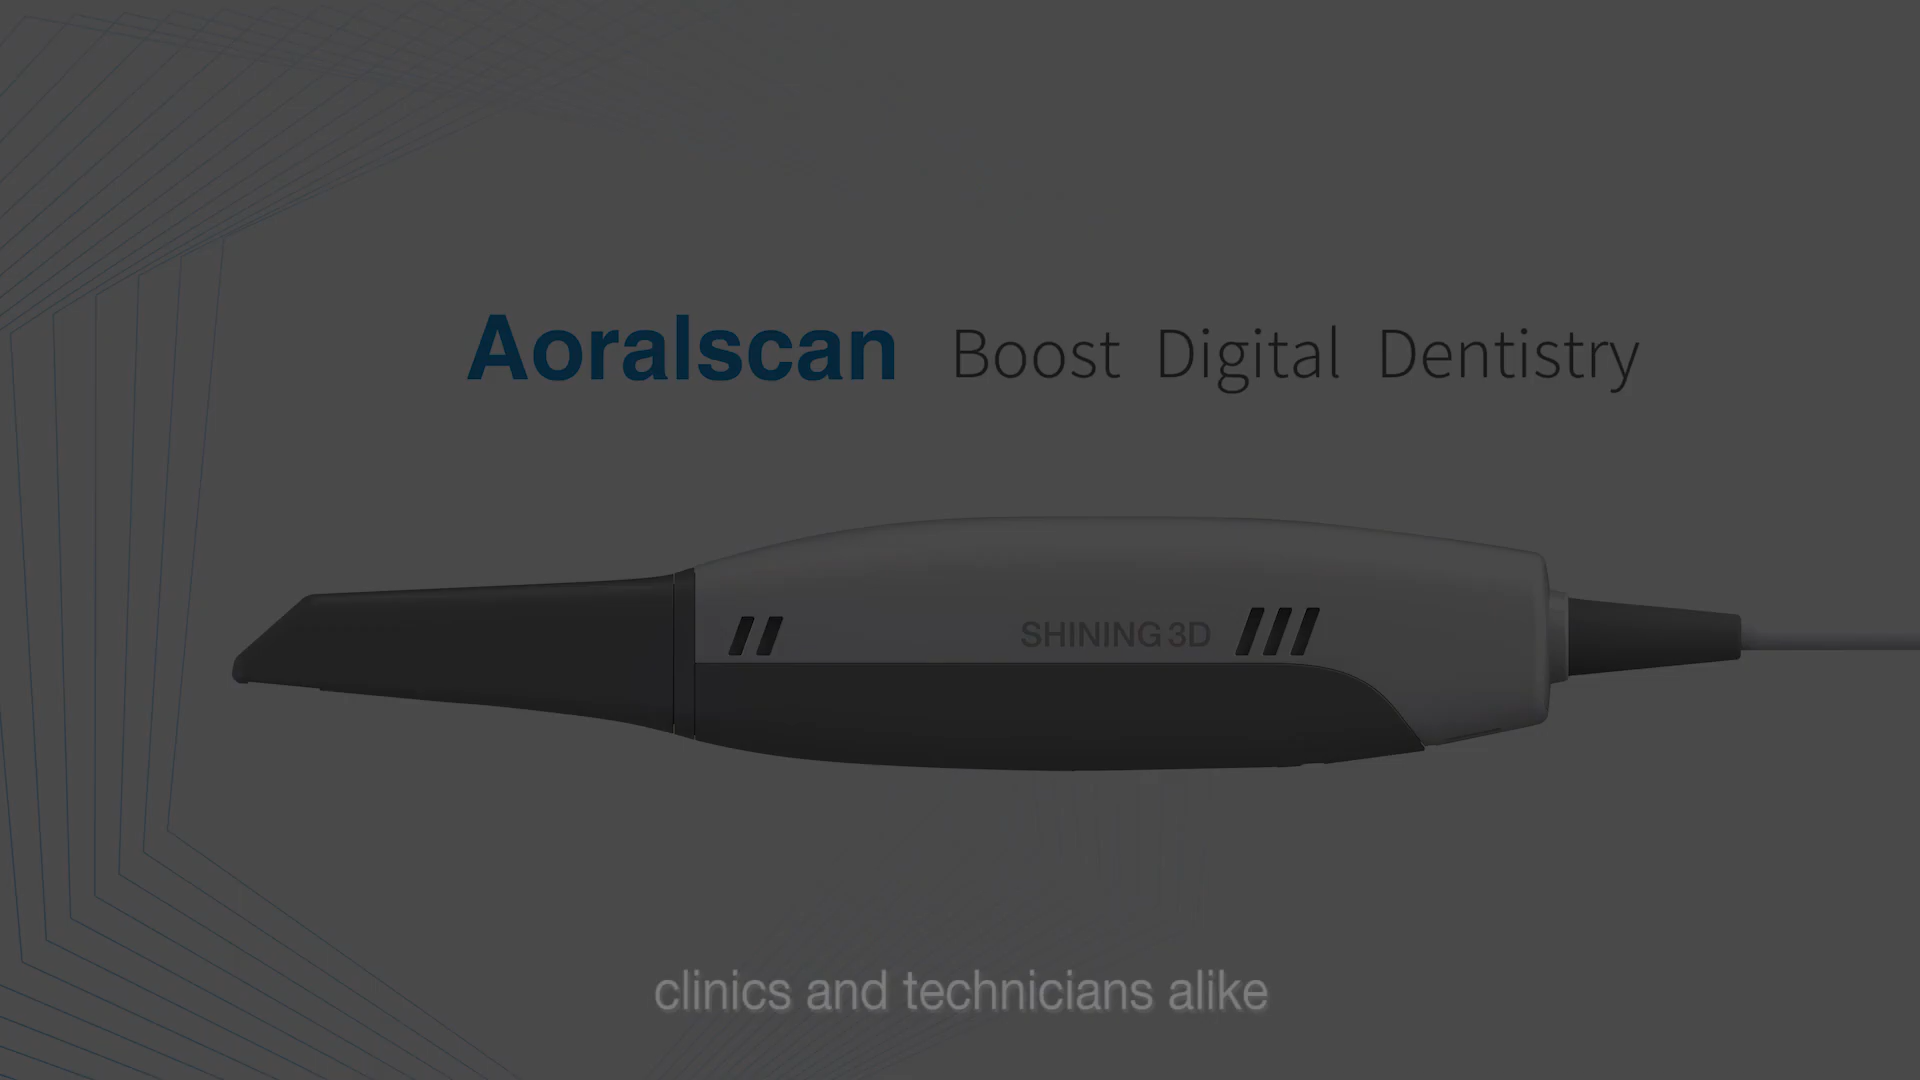 Aoralscan Boost Digital Dentistry
SHINING 3D
clinics and technicians alike